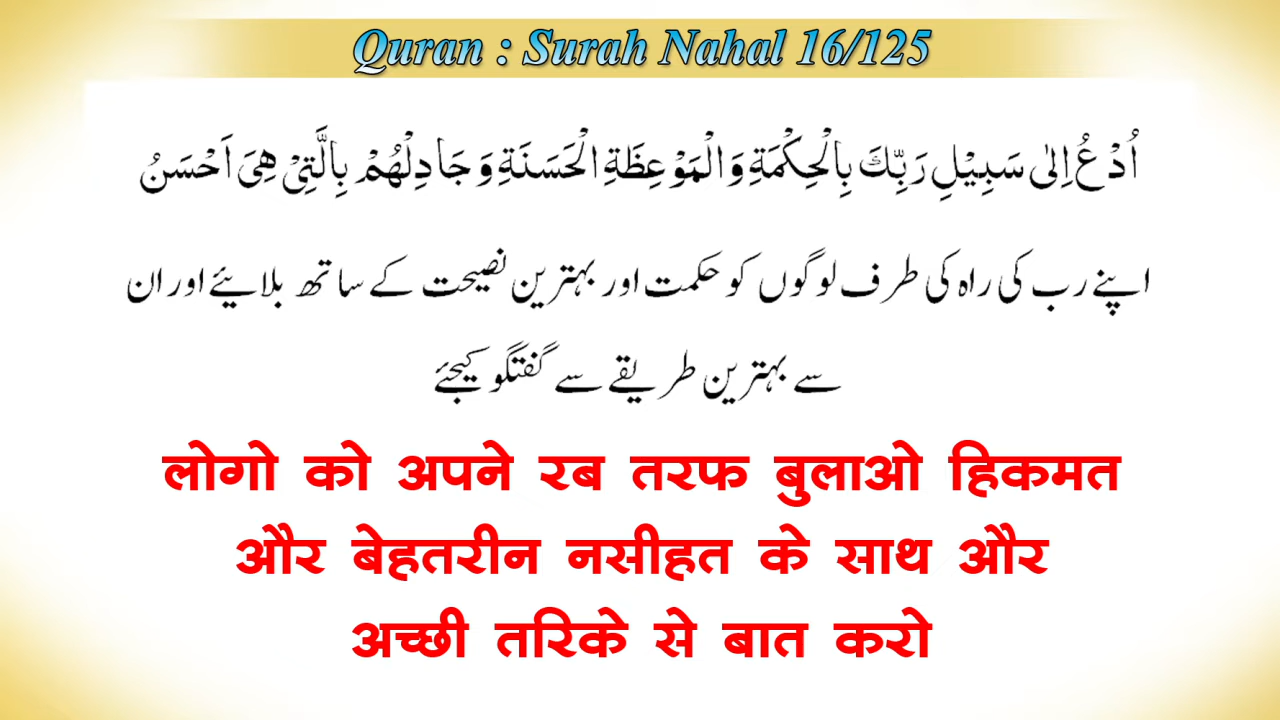 Quran : Surah Nahal 16/125
اُدْعُ اِلٰى سَبِيْلِ رَبِّكَ بِالْحِكْمَةِ وَالْمَوْعِظَةِ الْحَسَنَةِ وَجَادِلْهُمْ بِالَّتِيْ هِيَ اَحْسَنُ
اپنے رب کی راہ کی طرف لوگوں کو حکمت اور بہترین نصیحت کے ساتھ بلایئے اور ان
سے بہترین طریقے سے گفتگو کیجئے
लोगो को अपने रब तरफ बुलाओ हिकमत
और बेहतरीन नसीहत के साथ और
अच्छी तरिके से बात करो